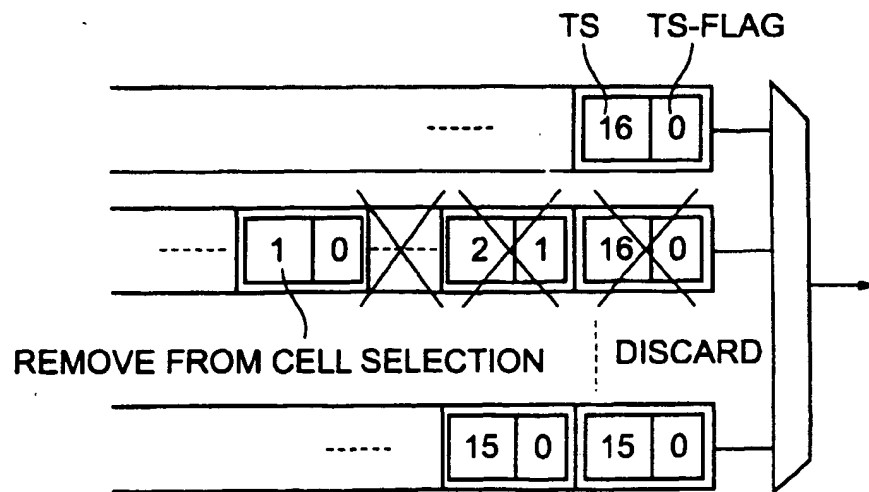 TS TS-FLAG
16 0
1 0 2 1 16 0
REMOVE FROM CELL SELECTION DISCARD
15 0 15 0